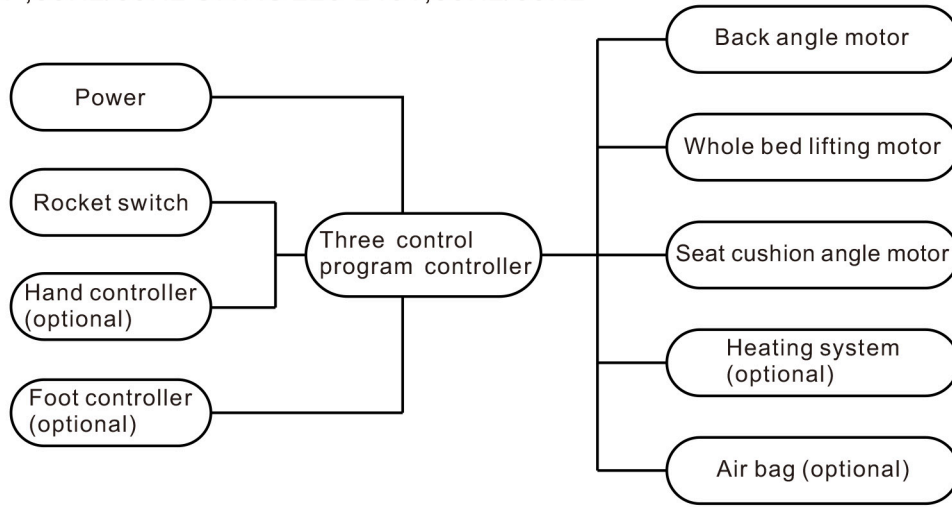 Power
Rocket switch
Hand controller
(optional)
Foot controller
(optional)
Three control
program controller
Back angle motor
Whole bed lifting motor
Seat cushion angle motor
Heating system
(optional)
Air bag (optional)